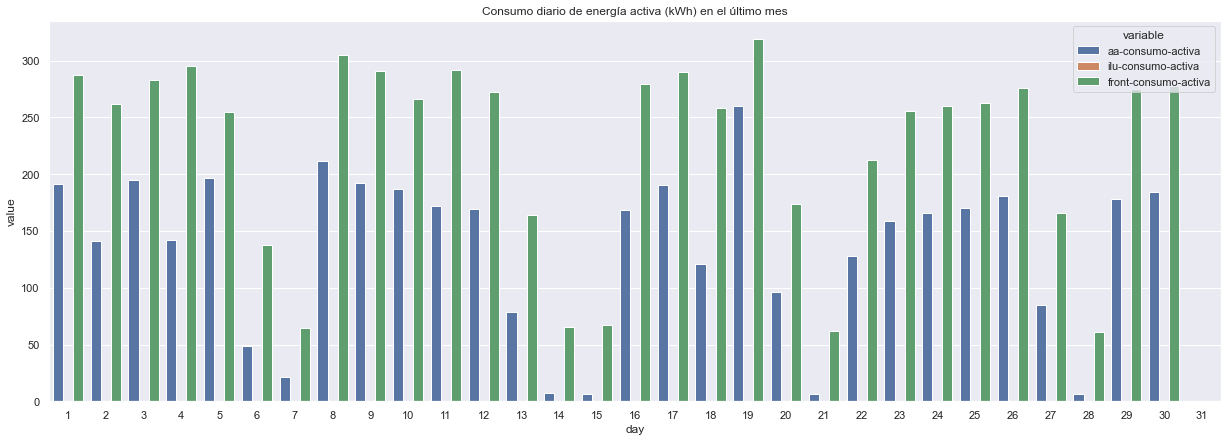 Consumo diario de energía activa (kWh) en el último mes
variable
aa-consumo-activa
ilu-consumo-activa
front-consumo-activa
300
250
200
150
100
50
0
value
1 2 3 4 5 6 7 8 9 10 11 12 13 14 15 16 17 18 19 20 21 22 23 24 25 26 27 28 29 30 31
day